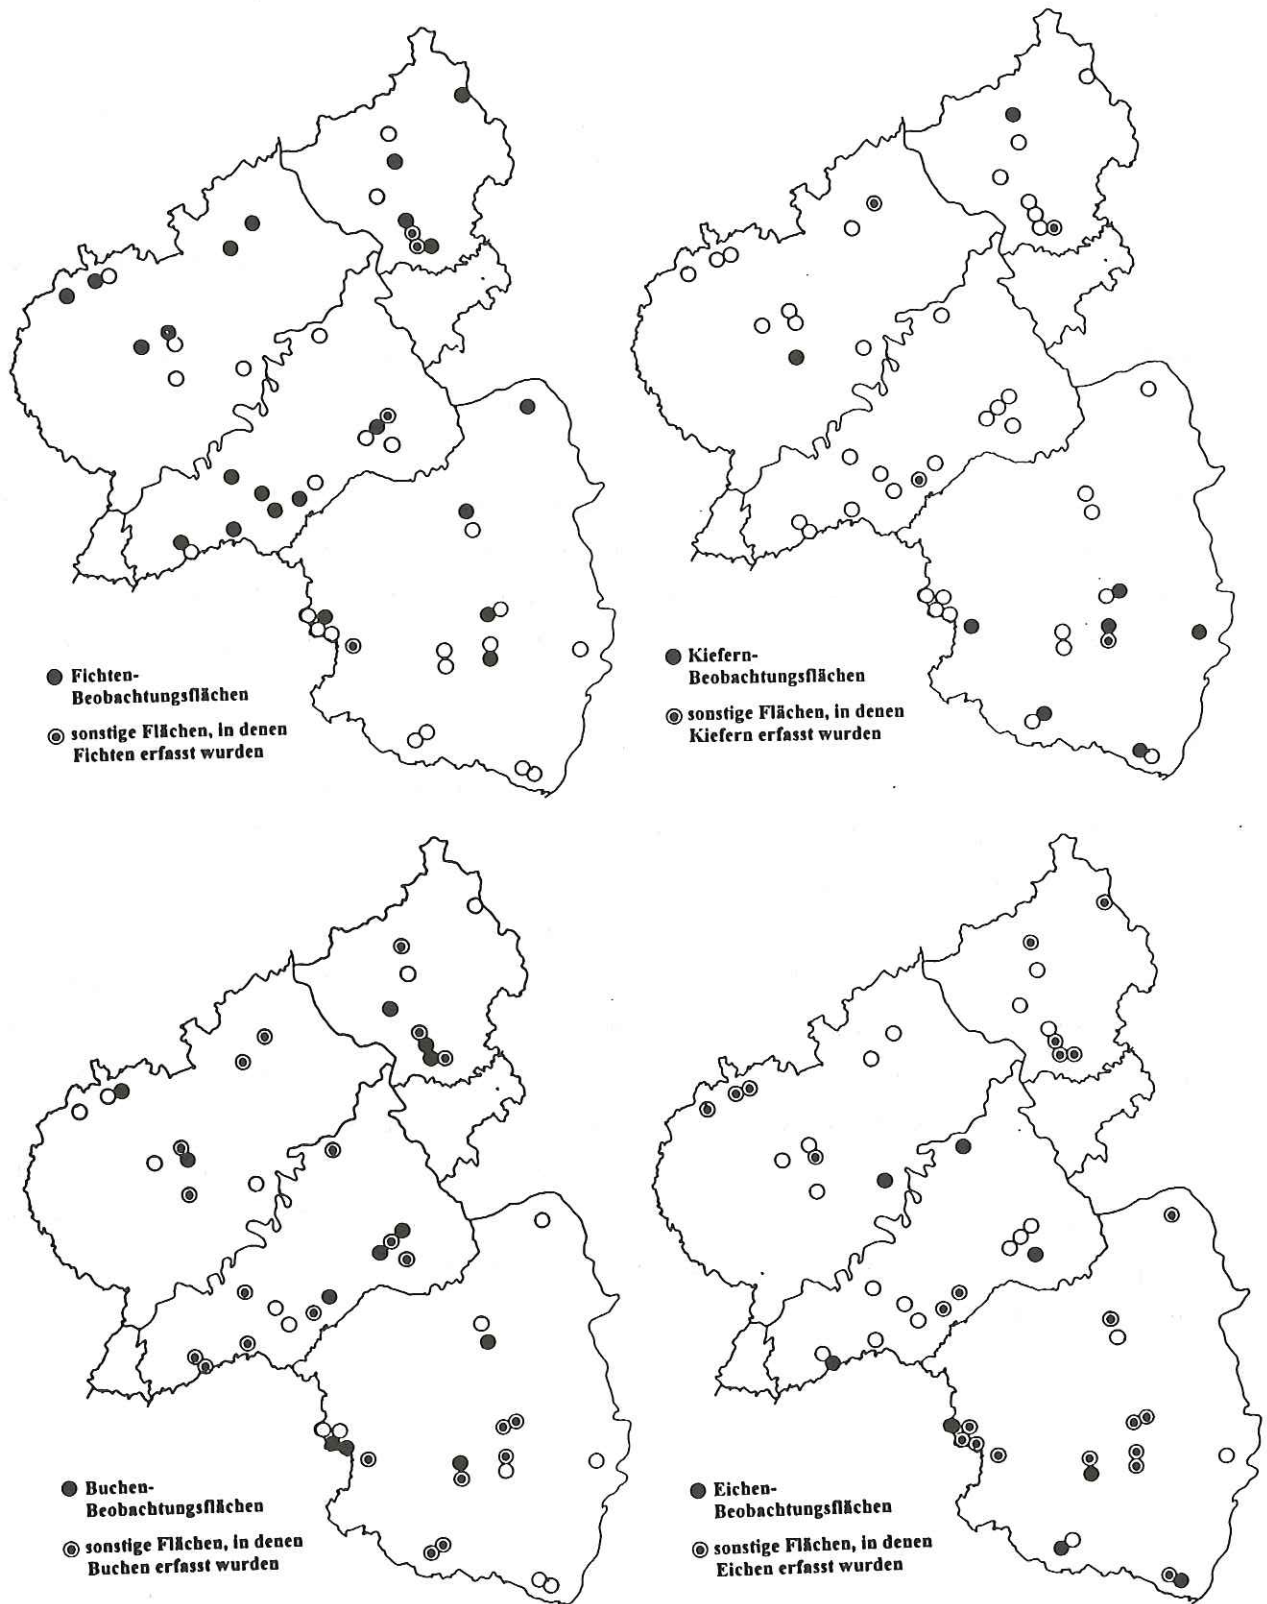 Fichten-
Beobachtungsflächen
sonstige Flächen, in denen
Fichten erfasst wurden
Kiefern-
Beobachtungsflächen
sonstige Flächen, in denen
Kiefern erfasst wurden
Buchen-
Beobachtungsflächen
sonstige Flächen, in denen
Buchen erfasst wurden
Eichen-
Beobachtungsflächen
sonstige Flächen, in denen
Eichen erfasst wurden